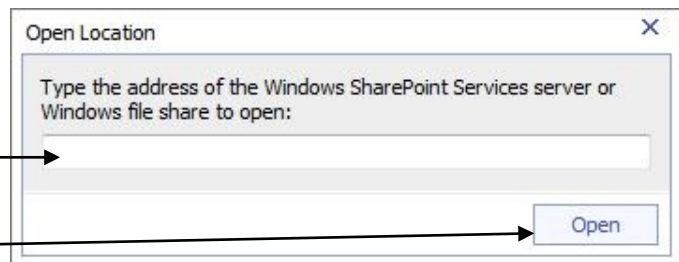 Open Location
Type the address of the Windows SharePoint Services server or
Windows file share to open:
Open